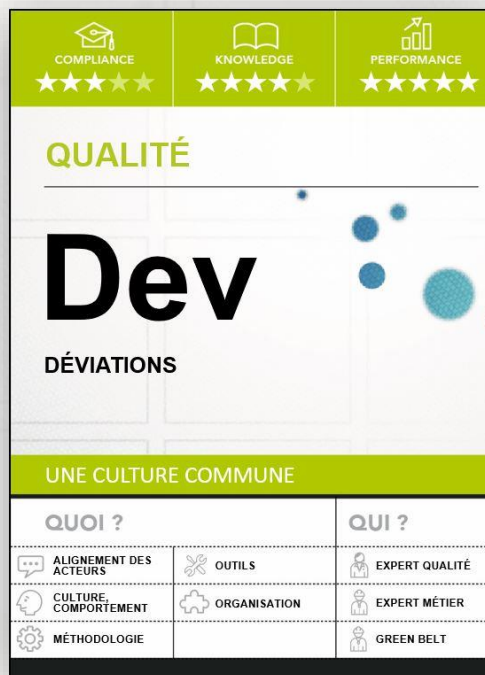 COMPLIANCE
KNOWLEDGE
PERFORMANCE
QUALITÉ
Dev
DÉVIATIONS
UNE CULTURE COMMUNE
QUOI ?
QUI ?
ALIGNEMENT DES
ACTEURS
OUTILS
EXPERT QUALITÉ
CULTURE,
COMPORTEMENT
ORGANISATION
EXPERT MÉTIER
MÉTHODOLOGIE
GREEN BELT